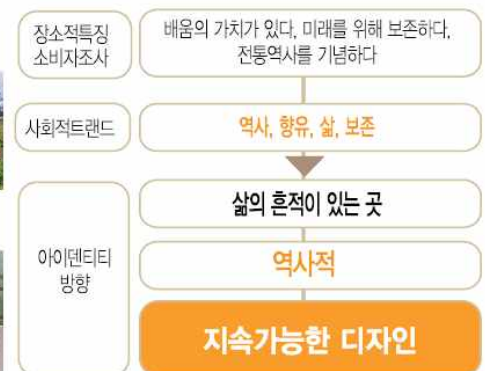 장소적특징
소비자조사
배움의 가치가 있다, 미래를 위해 보존하다,
전통역사를 기념하다
사회적트랜드
역사, 향유, 삶, 보존
아이덴티티
방향
삶의 흔적이 있는 곳
역사적
지속가능한 디자인